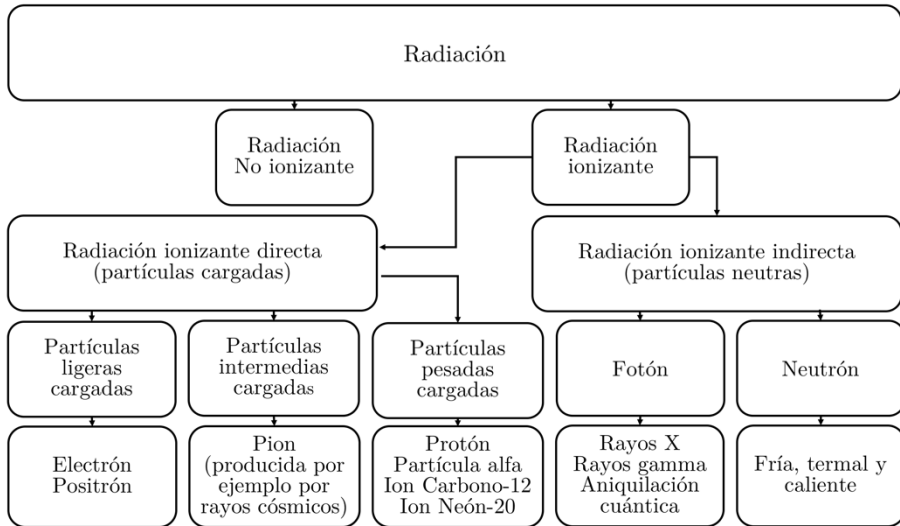 Radiación
Radiación
No ionizante
Radiación
ionizante
Radiación ionizante directa
(partículas cargadas)
Radiación ionizante indirecta
(partículas neutras)
Partículas
ligeras
cargadas
Partículas
intermedias
cargadas
Partículas
pesadas
cargadas
Fotón
Neutrón
Electrón
Positrón
Pion
(producida por
ejemplo por
rayos cósmicos)
Protón
Partícula alfa
Ion Carbono-12
Ion Neón-20
Rayos X
Rayos gamma
Aniquilación
cuántica
Fría, termal y
caliente